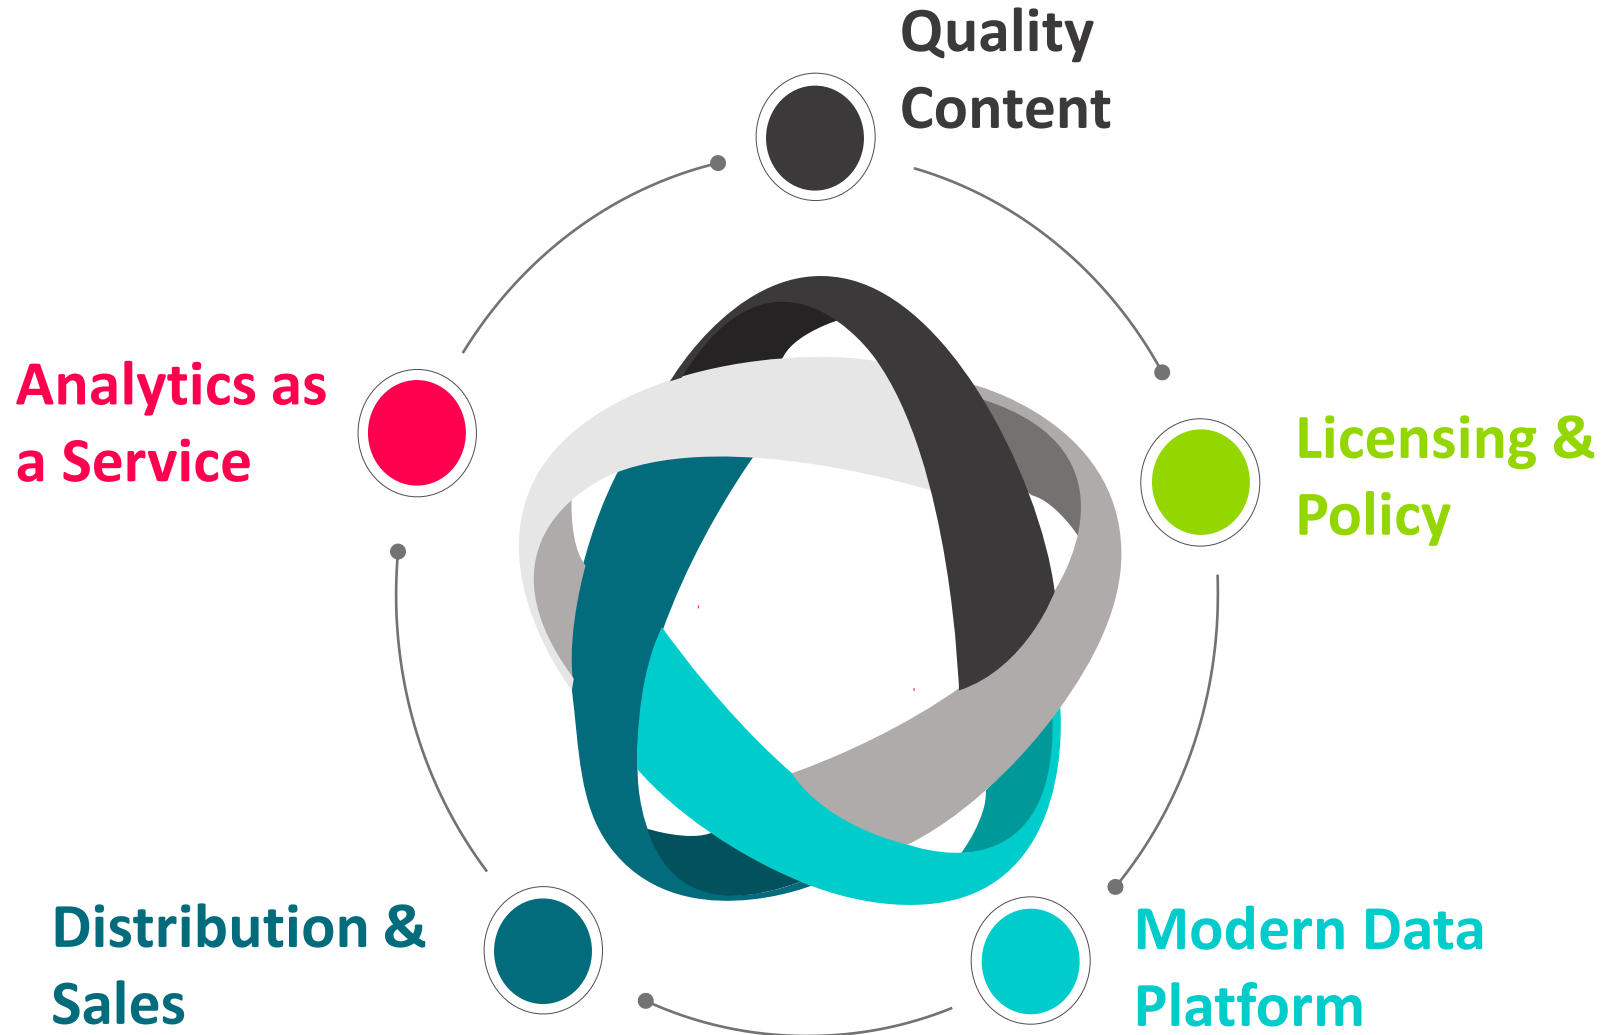 Quality
Content
Licensing &
Policy
Modern Data
Platform
Distribution &
Sales
Analytics as
a Service